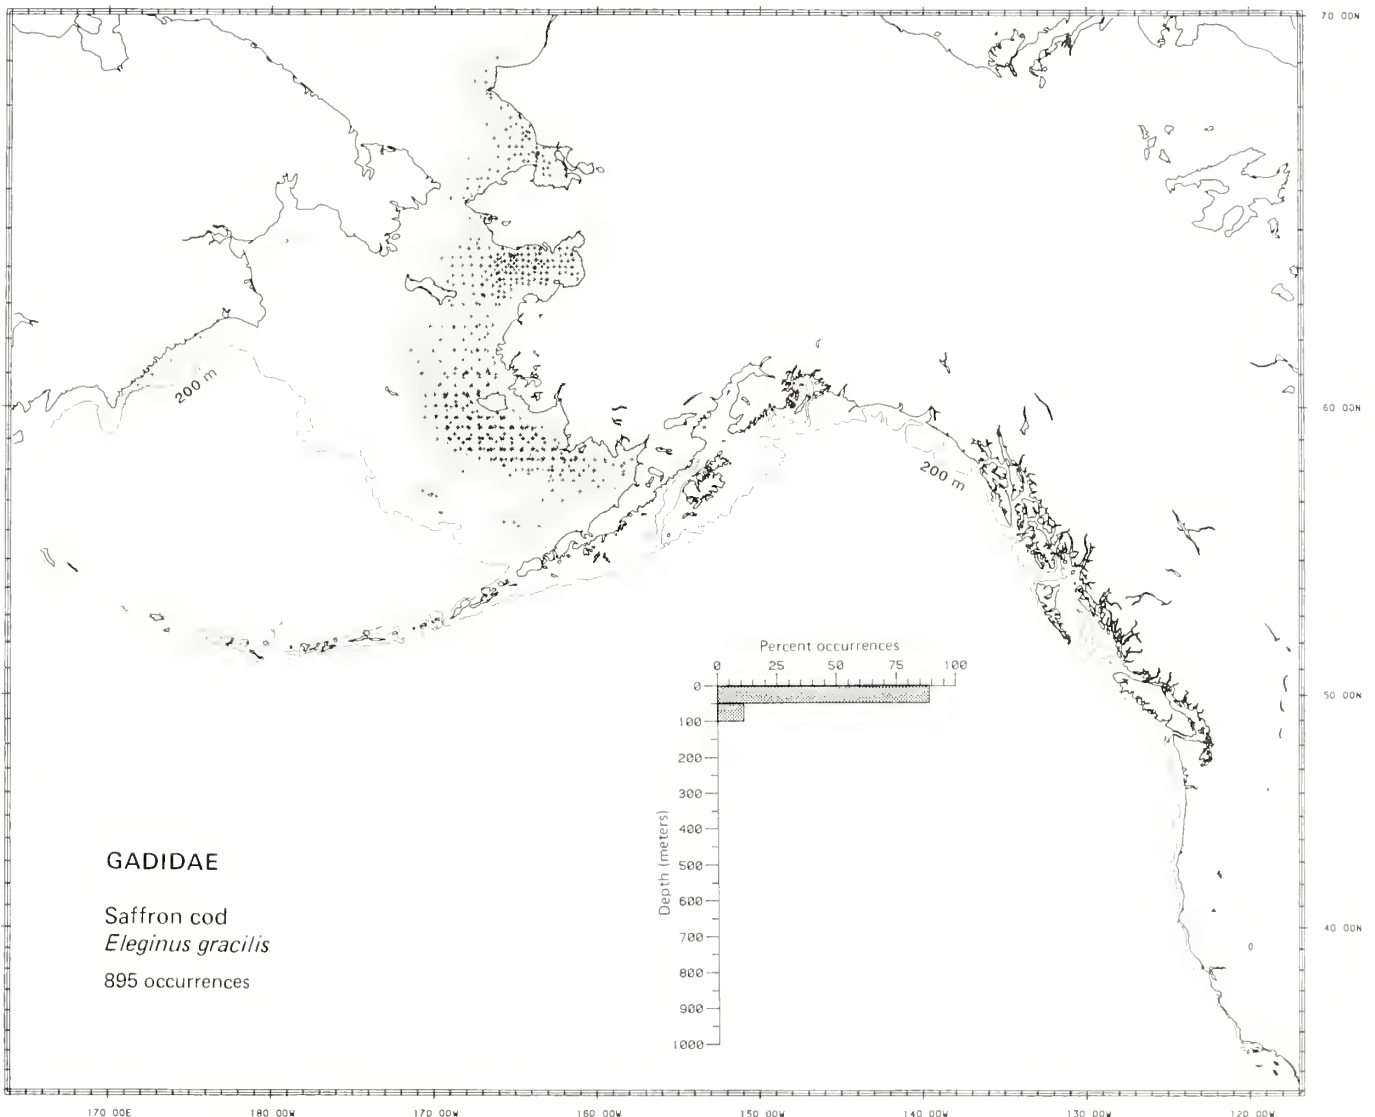 70 00N
200 m
60 00N
200 m
Percent occurrences
0 25 50 75 100
0
50 00N
100
200
300
400
500
600
700
800
900
1000
Depth (meters)
GADIDAE
Saffron cod
Eleginus gracilis
895 occurrences
40 00N
170 00E 180 00W 170 00W 160 00W 150 00W 140 00W 130 00W 120 00W